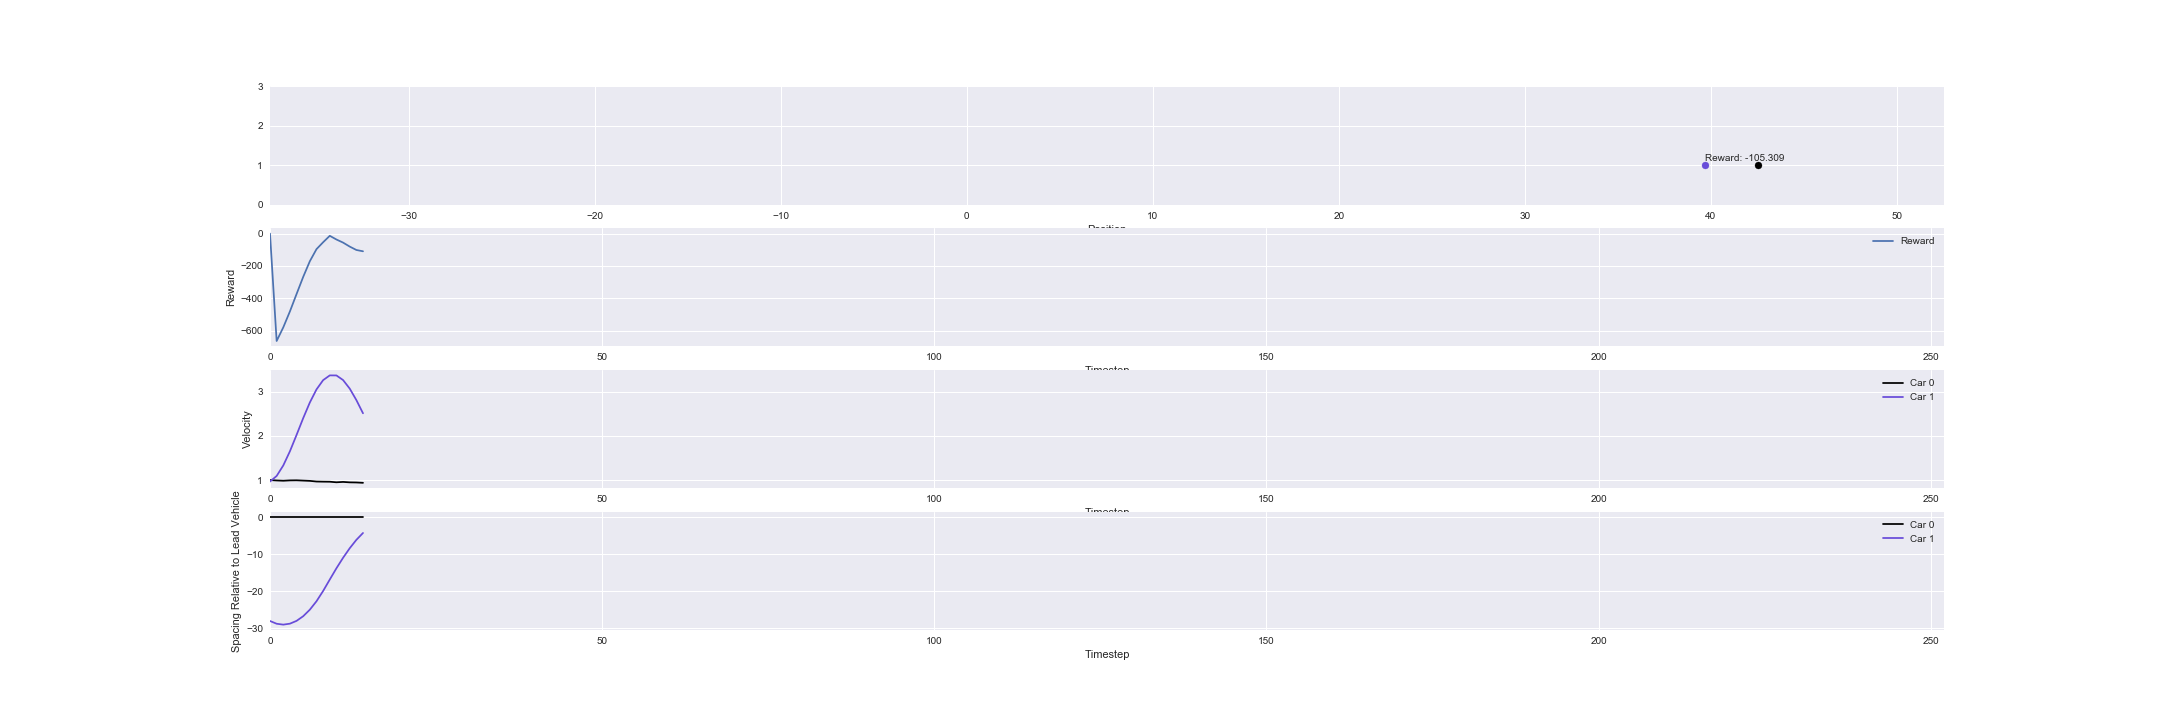 3
2
Reward: -105.309
1
0
−30 −20 −10 0 10 20 30 40 50
0
Reward
−200
Reward
−400
−600
0 50 100 150 200 250
3
Car 0
Car 1
Velocity
2
1
0 50 100 150 200 250
0
Car 0
Car 1
Spacing Relative to Lead Vehicle
−10
−20
−30
0 50 100 150 200 250
Timestep